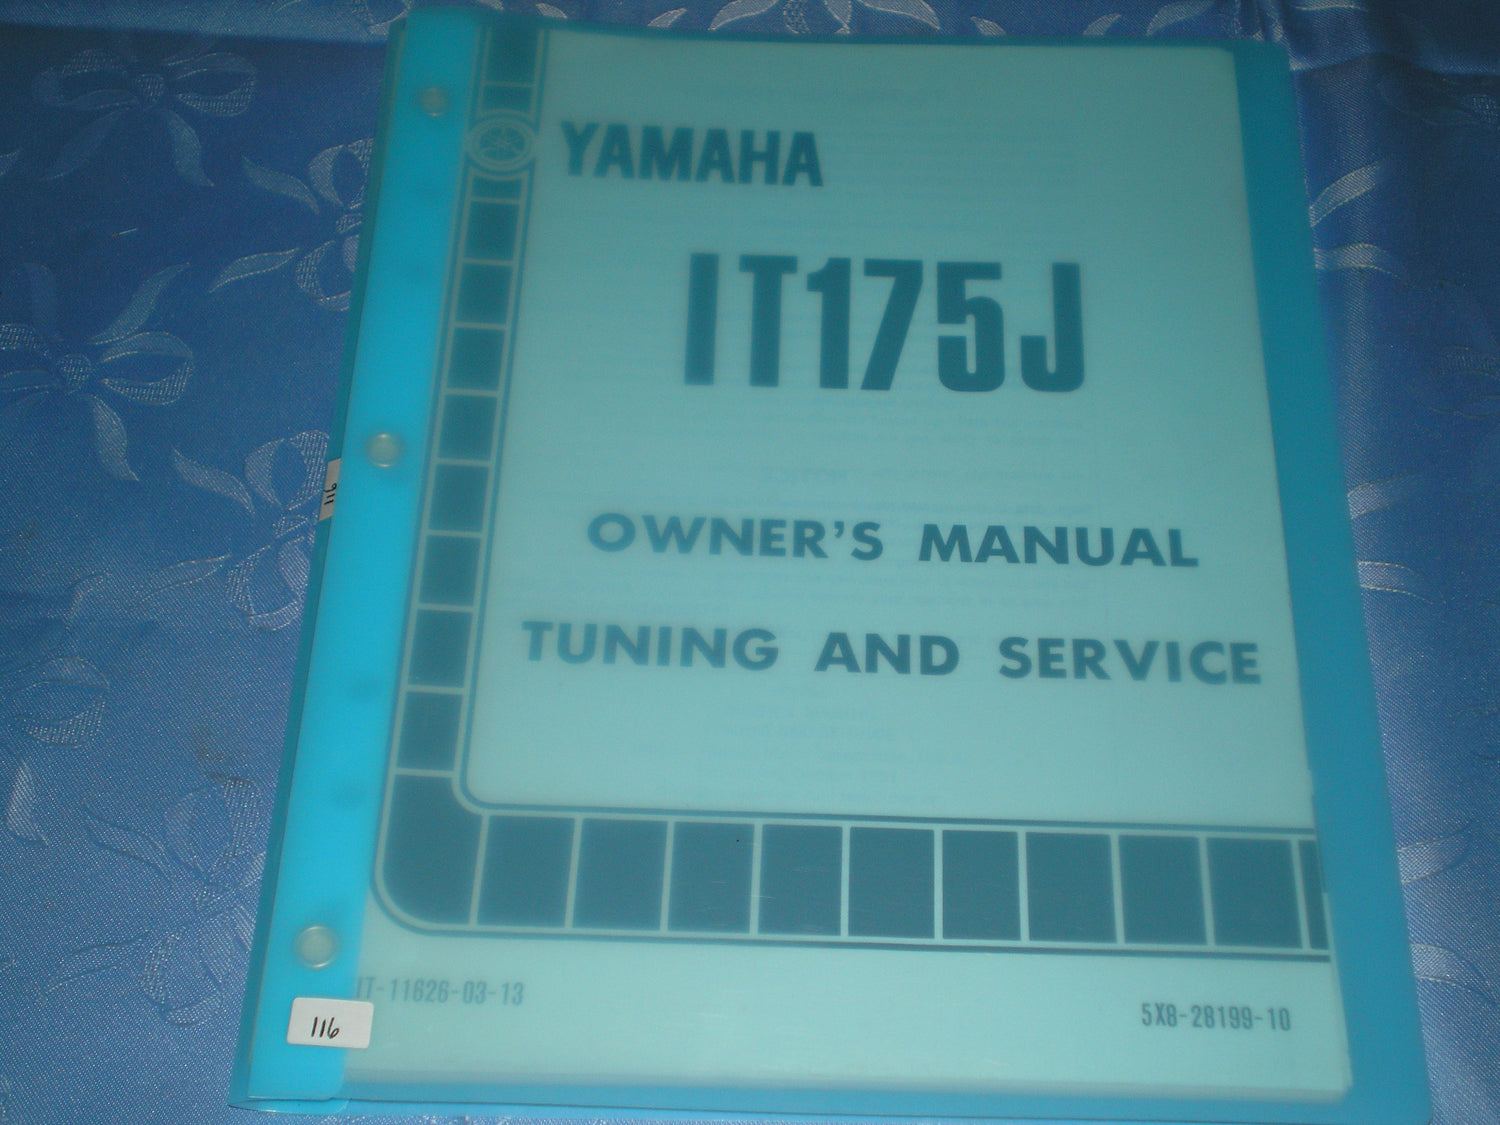 YAMAHA
IT175J
OWNER'S MANUAL
TUNING AND SERVICE
IT-11626-03-13
5X8-28199-10
116
116